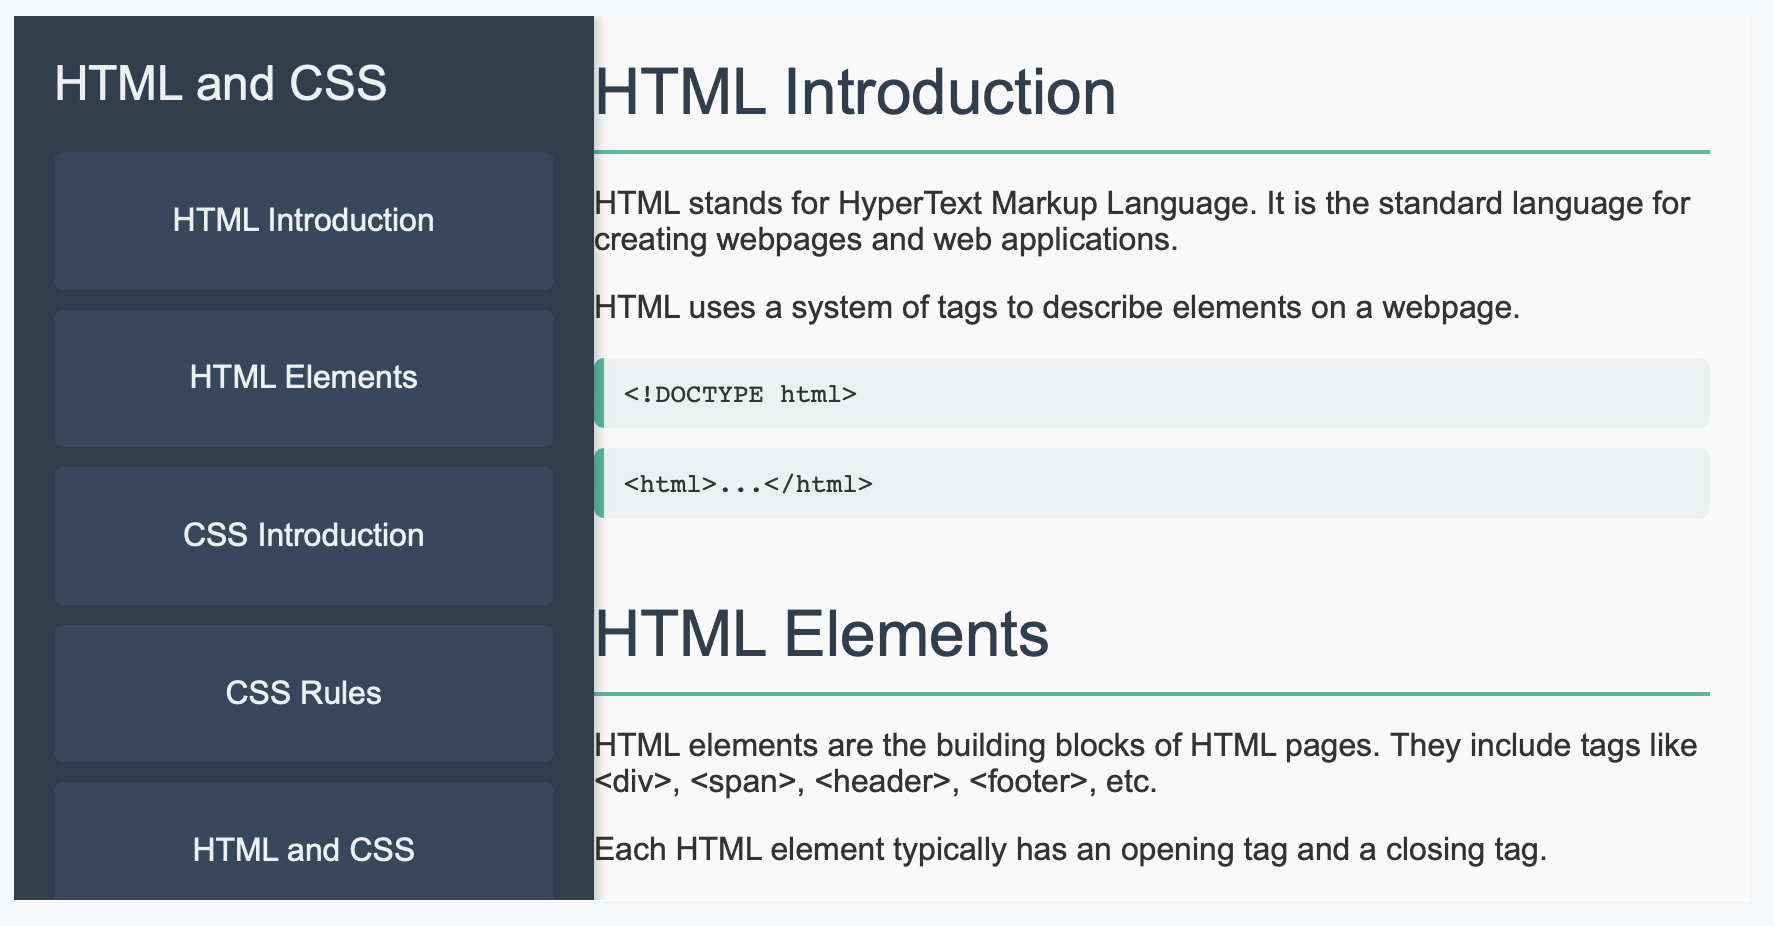 HTML and CSS
HTML Introduction
HTML Elements
CSS Introduction
CSS Rules
HTML and CSS
HTML Introduction
HTML stands for HyperText Markup Language. It is the standard language for
creating webpages and web applications.
HTML uses a system of tags to describe elements on a webpage.
<!DOCTYPE html>
<html>...</html>
HTML Elements
HTML elements are the building blocks of HTML pages. They include tags like
<div>, <span>, <header>, <footer>, etc.
Each HTML element typically has an opening tag and a closing tag.